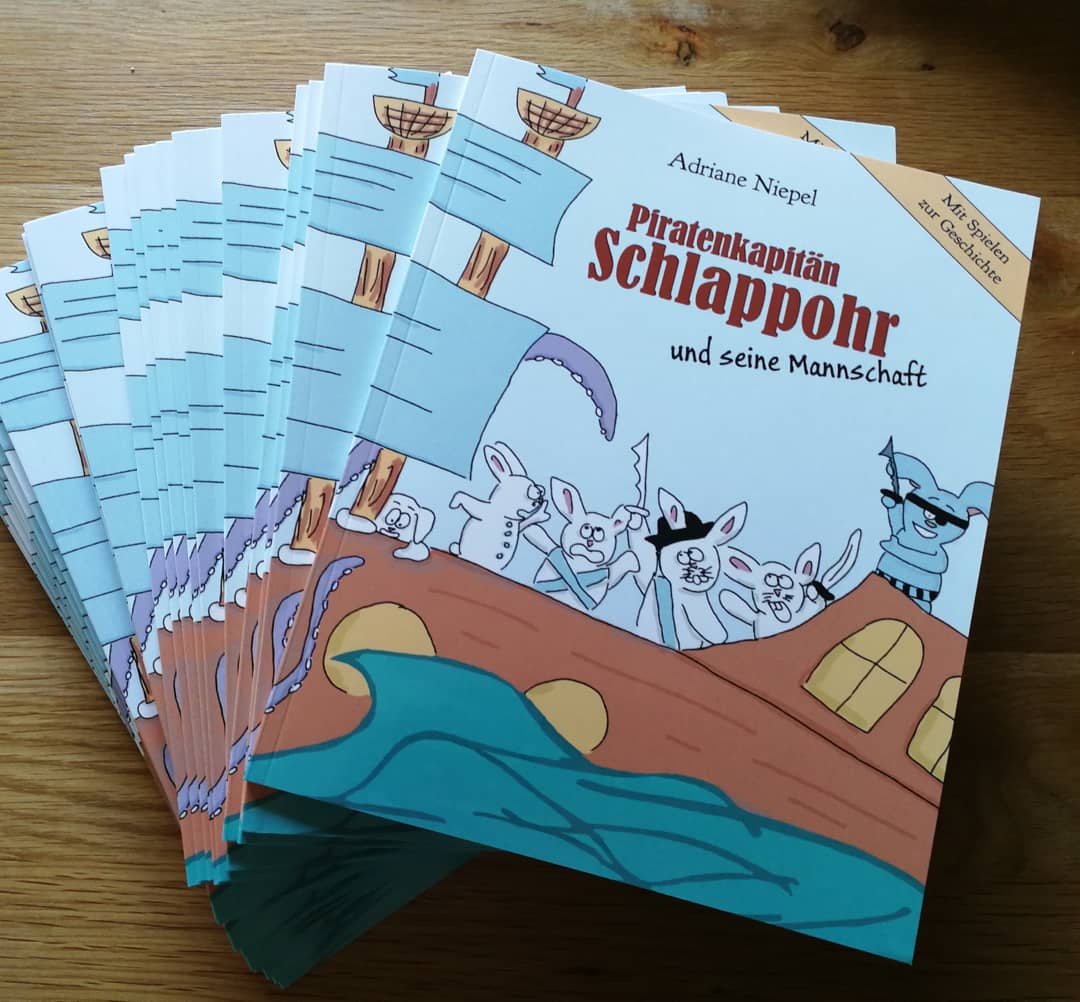 Adriane Niepel
Piratenkapitän
Schlappohr
und seine Mannschaft
Mit Spielen
zur Geschichte